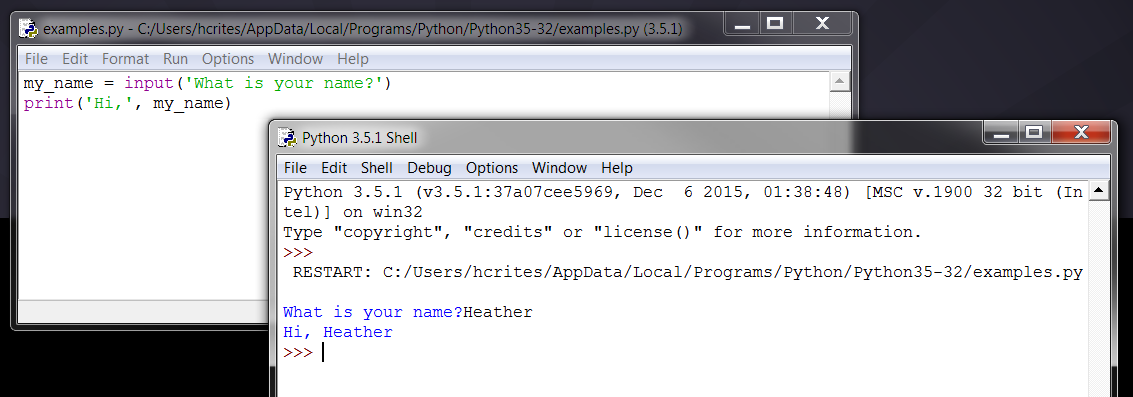 examples.py - C:/Users/hcrites/AppData/Local/Programs/Python/Python35-32/examples.py (3.5.1)
File Edit Format Run Options Window Help
my_name = input('What is your name?')
print('Hi,', my_name)
Python 3.5.1 Shell
File Edit Shell Debug Options Window Help
Python 3.5.1 (v3.5.1:37a07cee5969, Dec  6 2015, 01:38:48) [MSC v.1900 32 bit (In
tel)] on win32
Type "copyright", "credits" or "license()" for more information.
>>>
 RESTART: C:/Users/hcrites/AppData/Local/Programs/Python/Python35-32/examples.py
What is your name?Heather
Hi, Heather
>>>